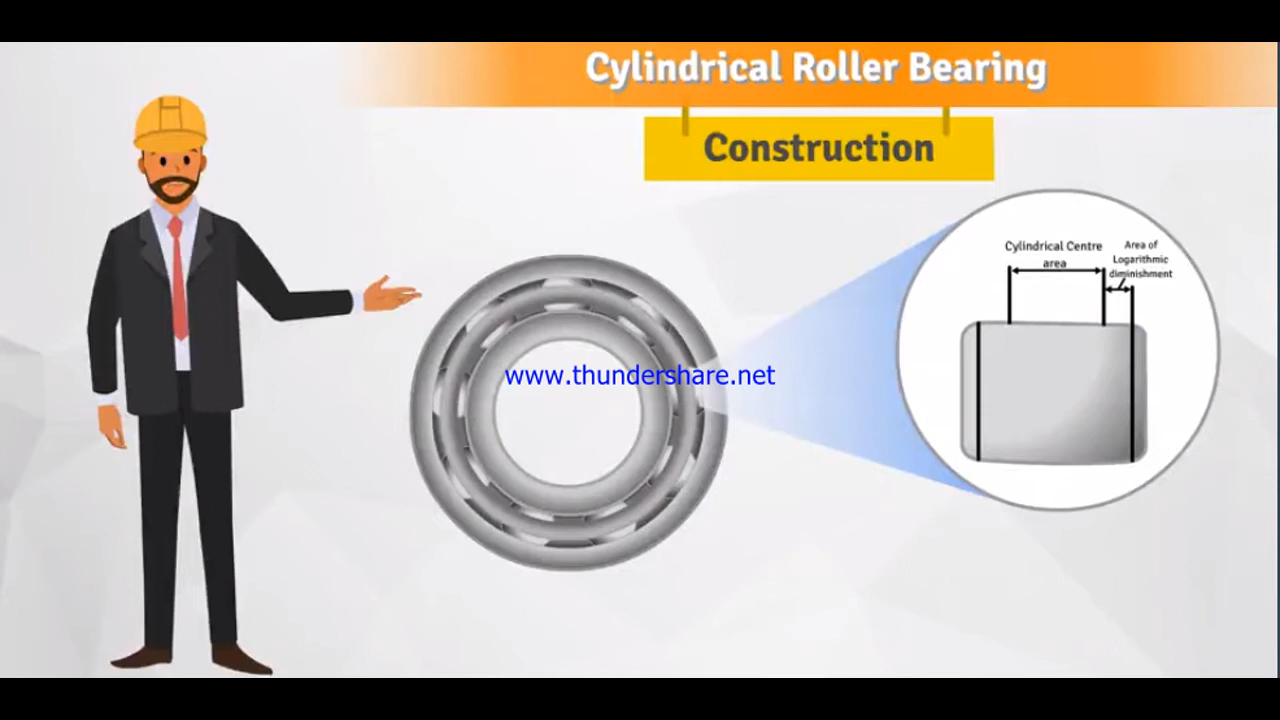 Cylindrical Roller Bearing
Construction
Cylindrical Centre
area
Area of
Logarithmic
diminishment
www.thundershare.net